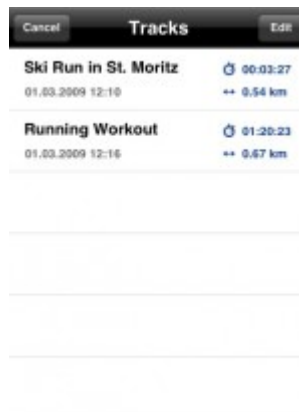 Cancel Tracks Edit
Ski Run in St. Moritz 00:03:27
01.03.2009 12:10 0.54 km
Running Workout 01:20:23
01.03.2009 12:16 0.67 km